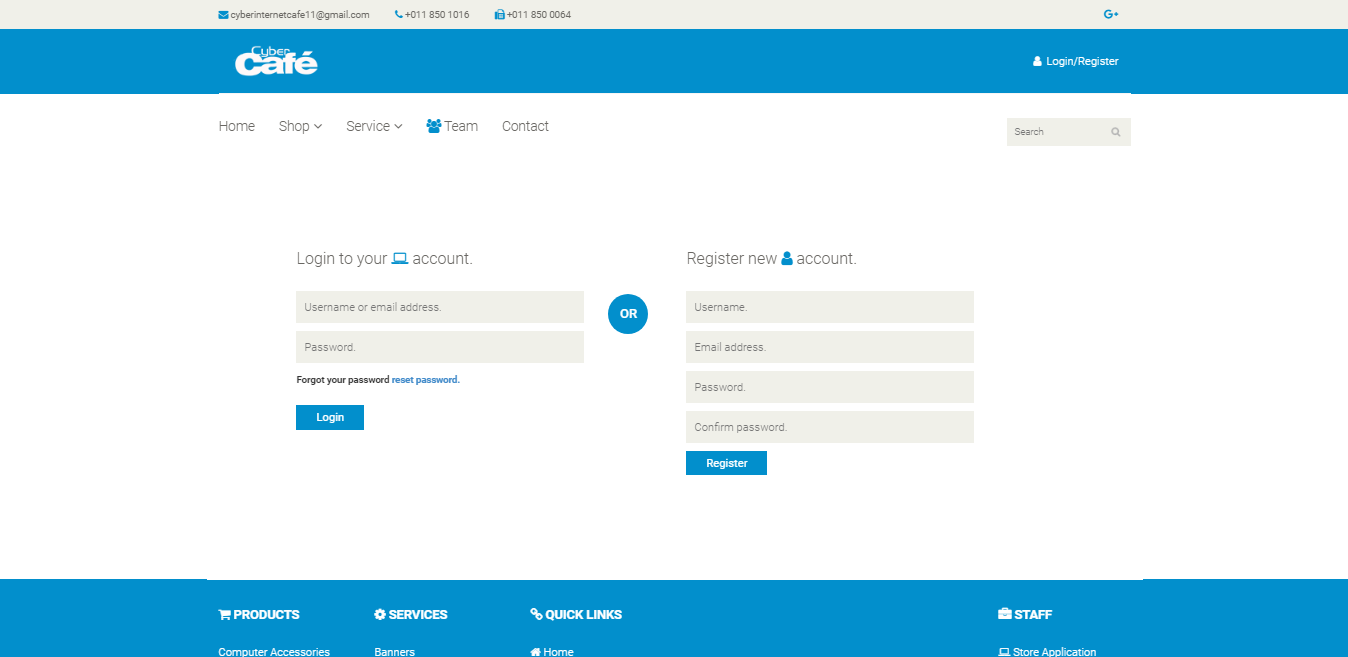 cyberinternetcafe11@gmail.com +011 850 1016 +011 850 0064 G+
Cyber
Café
Login/Register
Home Shop Service Team Contact
Search
Login to your account.
Register new account.
Username or email address.
OR
Username.
Password.
Email address.
Forgot your password reset password.
Password.
Login
Confirm password.
Register
PRODUCTS SERVICES QUICK LINKS STAFF
Computer Accessories Banners Home Store Application